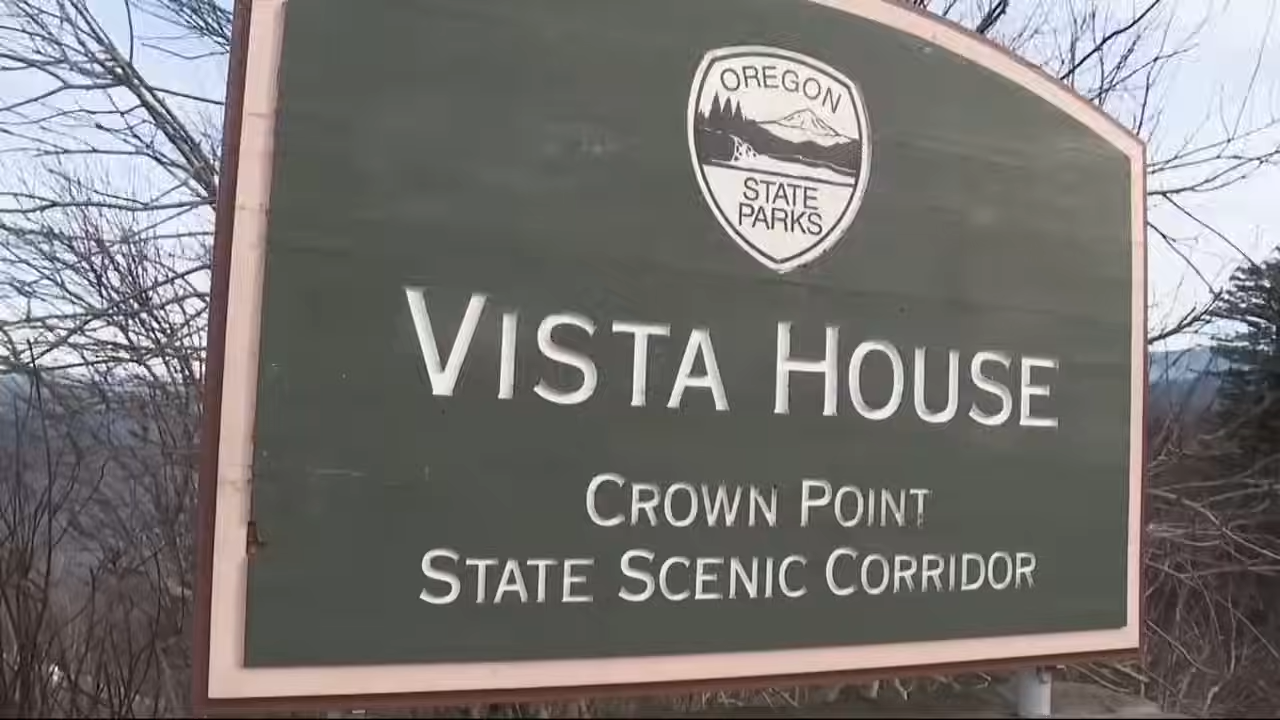 OREGON
STATE
PARKS
VISTA HOUSE
CROWN POINT
STATE SCENIC CORRIDOR